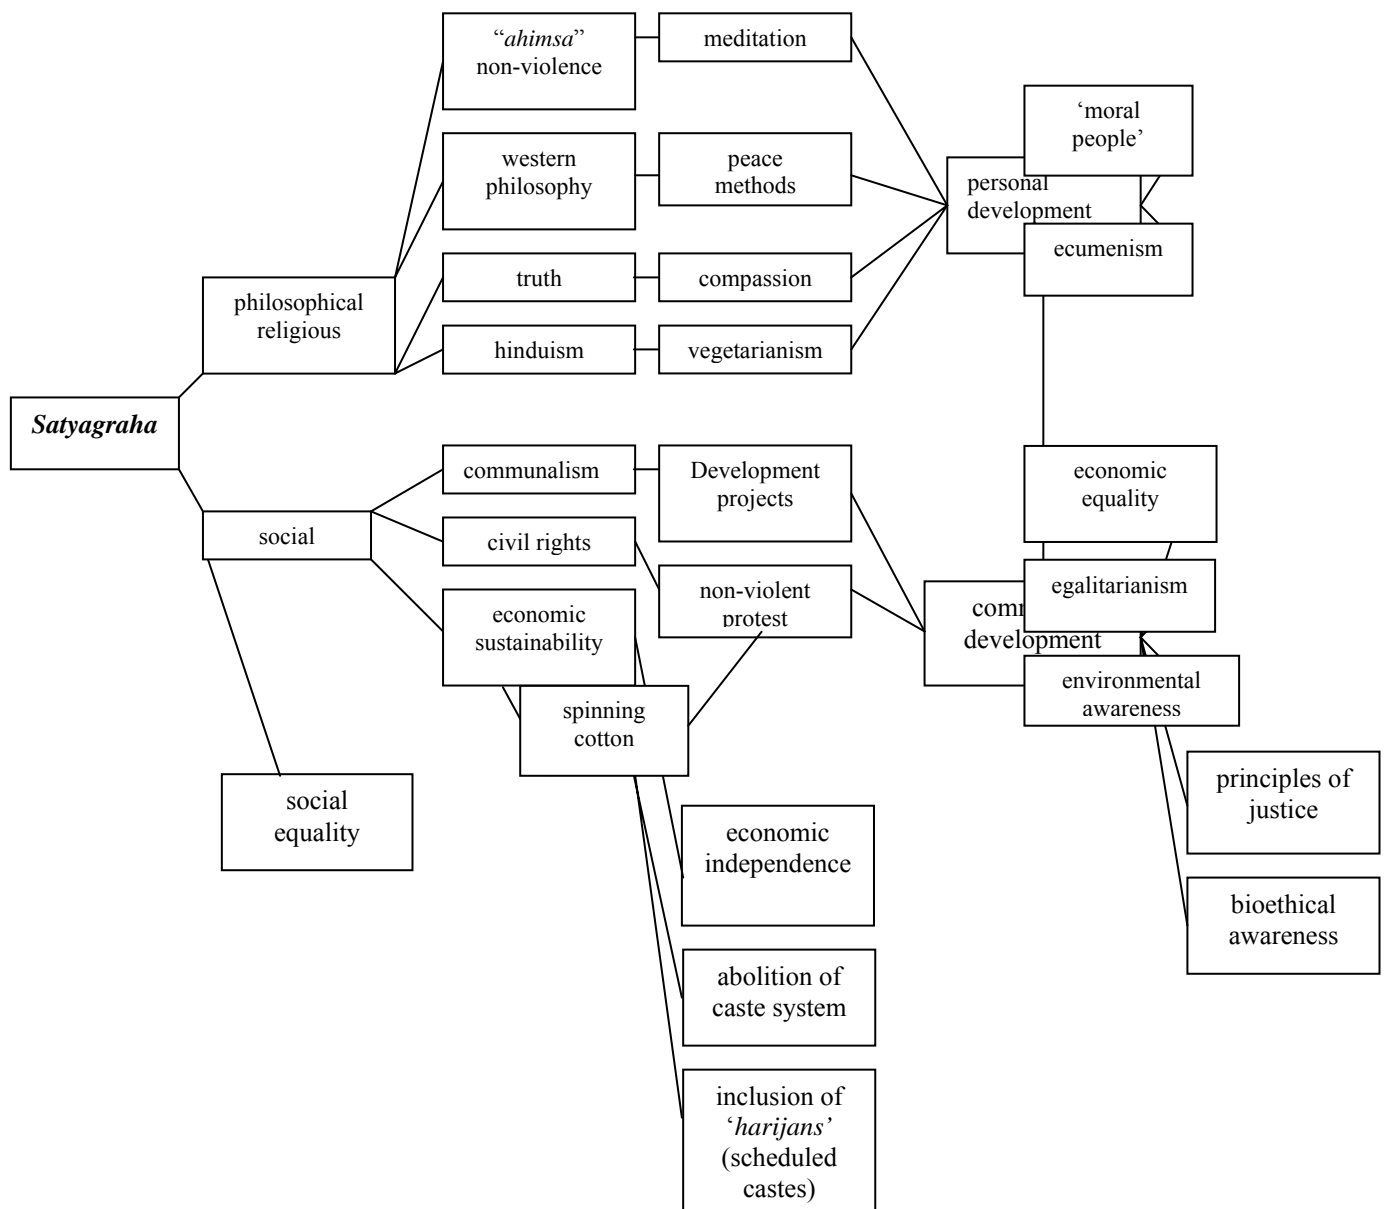 “ahimsa”
non-violence
meditation
‘moral
people’
western
philosophy
peace
methods
personal
development
ecumenism
truth
compassion
philosophical
religious
hinduism
vegetarianism
Satyagraha
communalism
Development
projects
economic
equality
social
civil rights
non-violent
protest
egalitarianism
economic
sustainability
development
environmental
awareness
spinning
cotton
social
equality
economic
independence
principles of
justice
bioethical
awareness
abolition of
caste system
inclusion of
‘harijans’
(scheduled
castes)